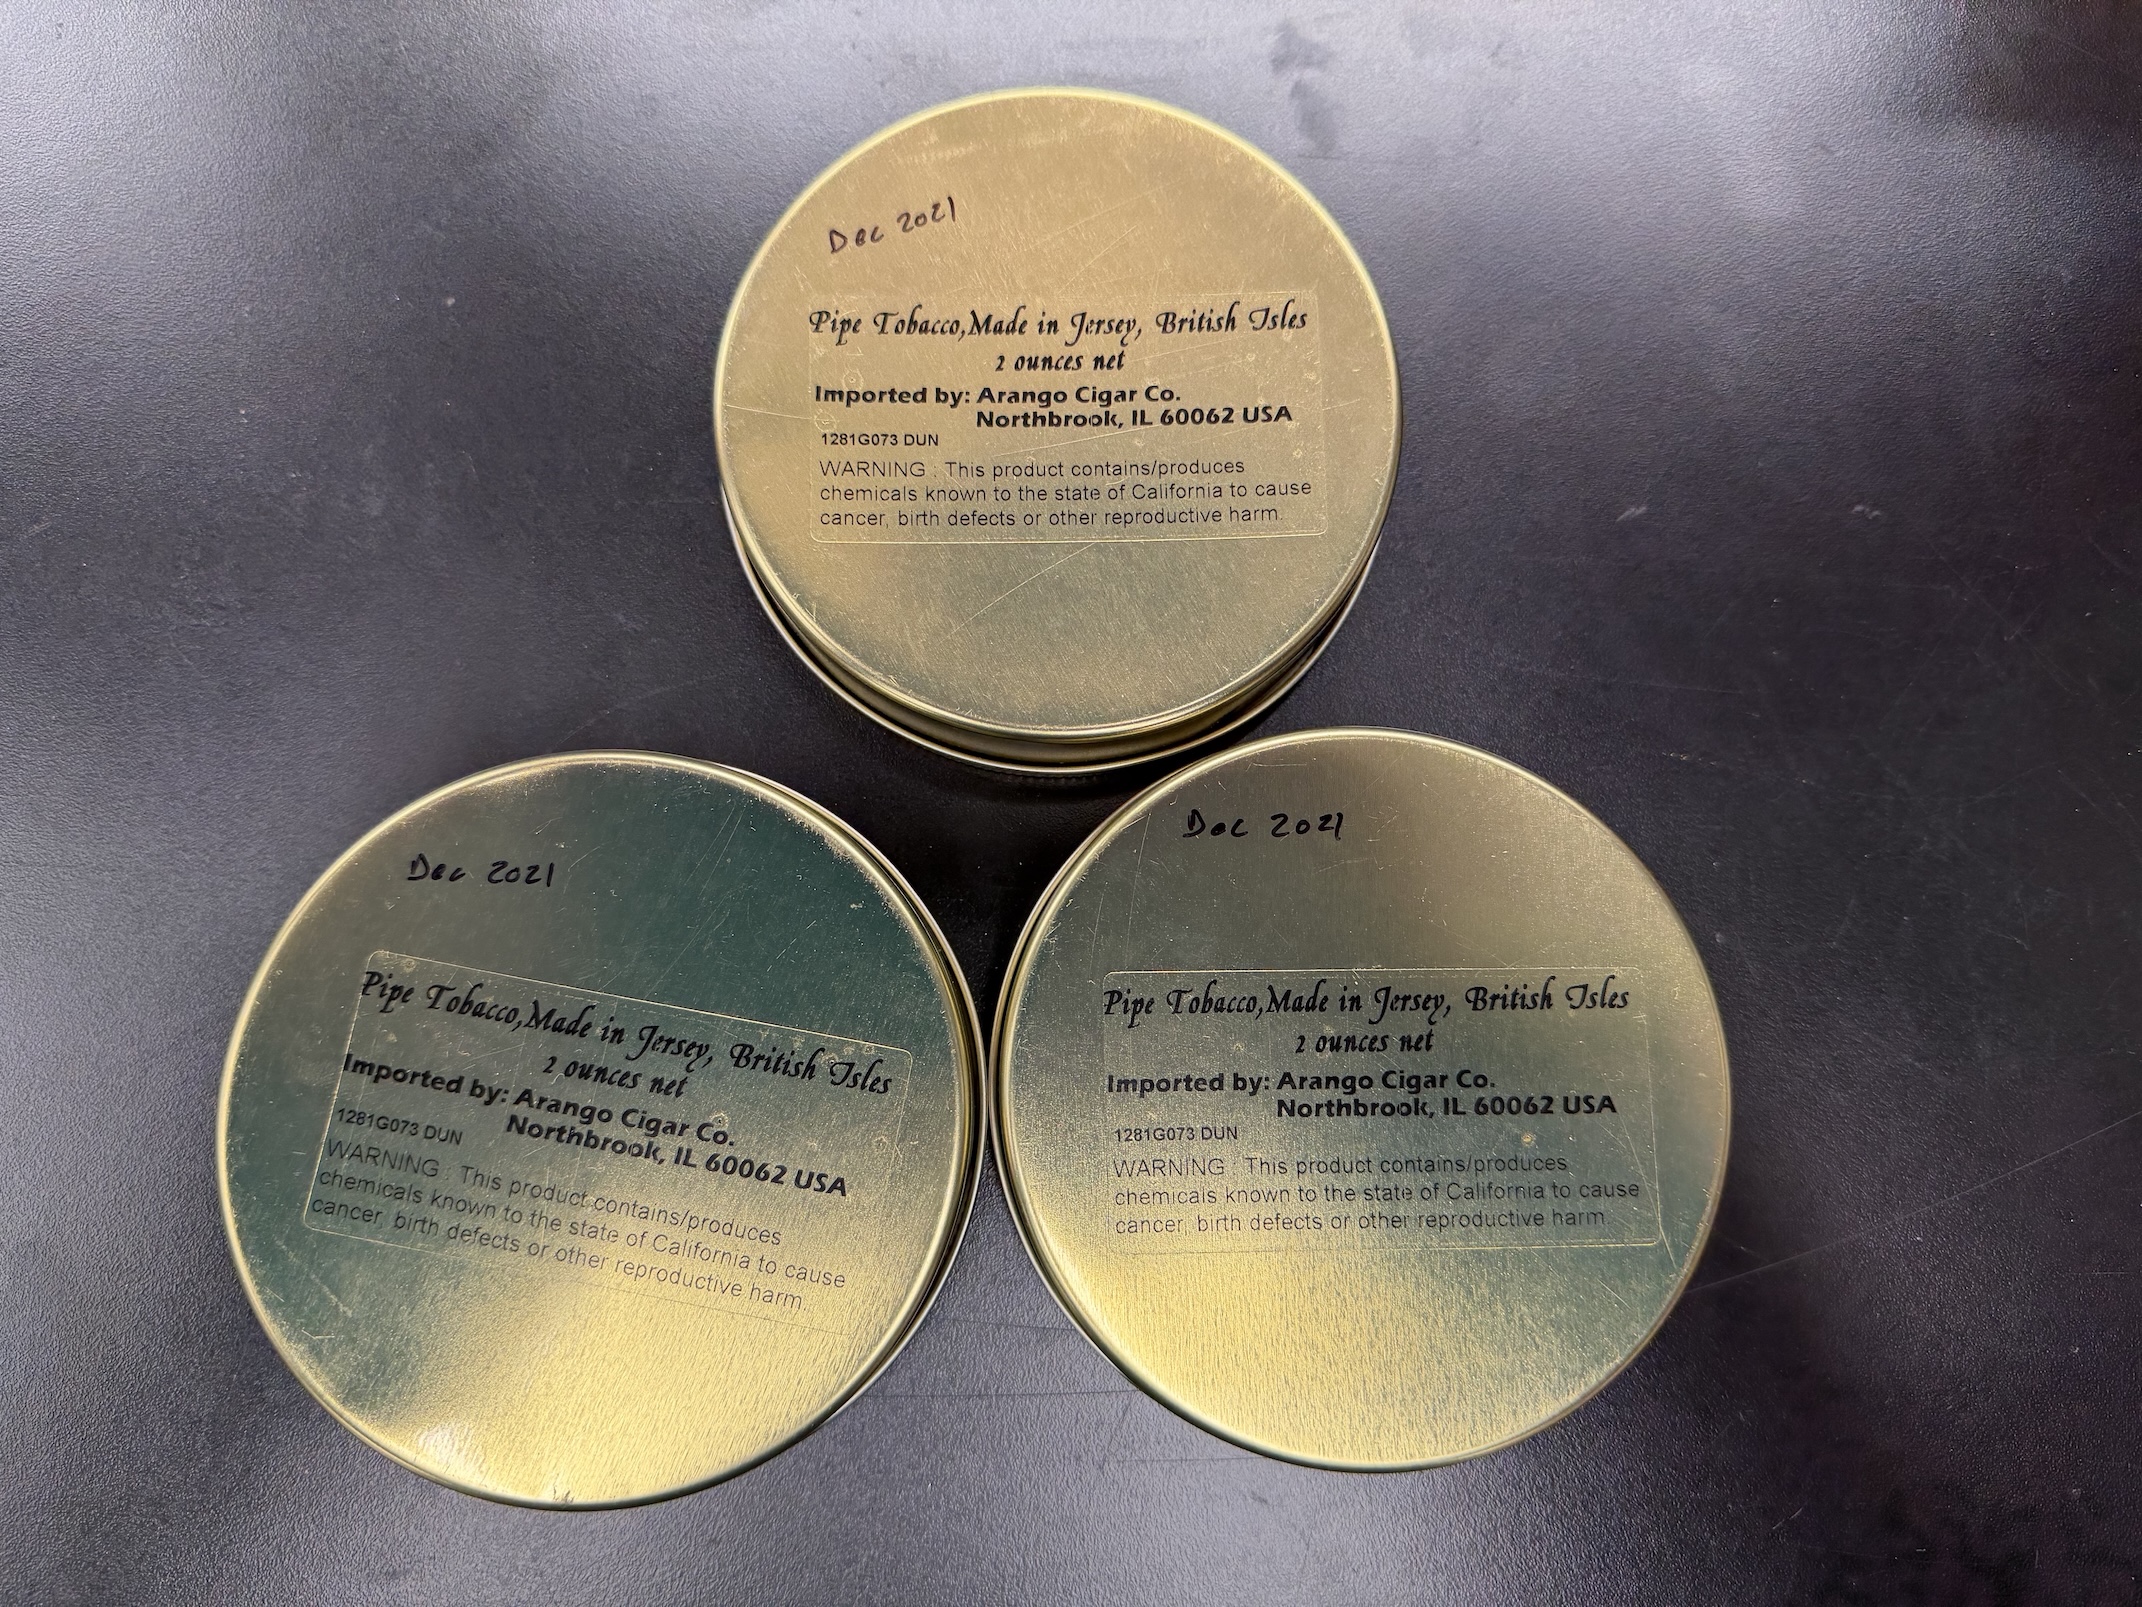 Dec 2021
Pipe Tobacco,Made in Jersey, British Isles
2 ounces net
Imported by: Arango Cigar Co.
Northbrook, IL 60062 USA
1281G073 DUN
WARNING : This product contains/produces
chemicals known to the state of California to cause
cancer, birth defects or other reproductive harm.
Dec 2021
Pipe Tobacco,Made in Jersey, British Isles
2 ounces net
Imported by: Arango Cigar Co.
Northbrook, IL 60062 USA
1281G073 DUN
WARNING : This product contains/produces
chemicals known to the state of California to cause
cancer, birth defects or other reproductive harm.
Dec 2021
Pipe Tobacco,Made in Jersey, British Isles
2 ounces net
Imported by: Arango Cigar Co.
Northbrook, IL 60062 USA
1281G073 DUN
WARNING : This product contains/produces
chemicals known to the state of California to cause
cancer, birth defects or other reproductive harm.